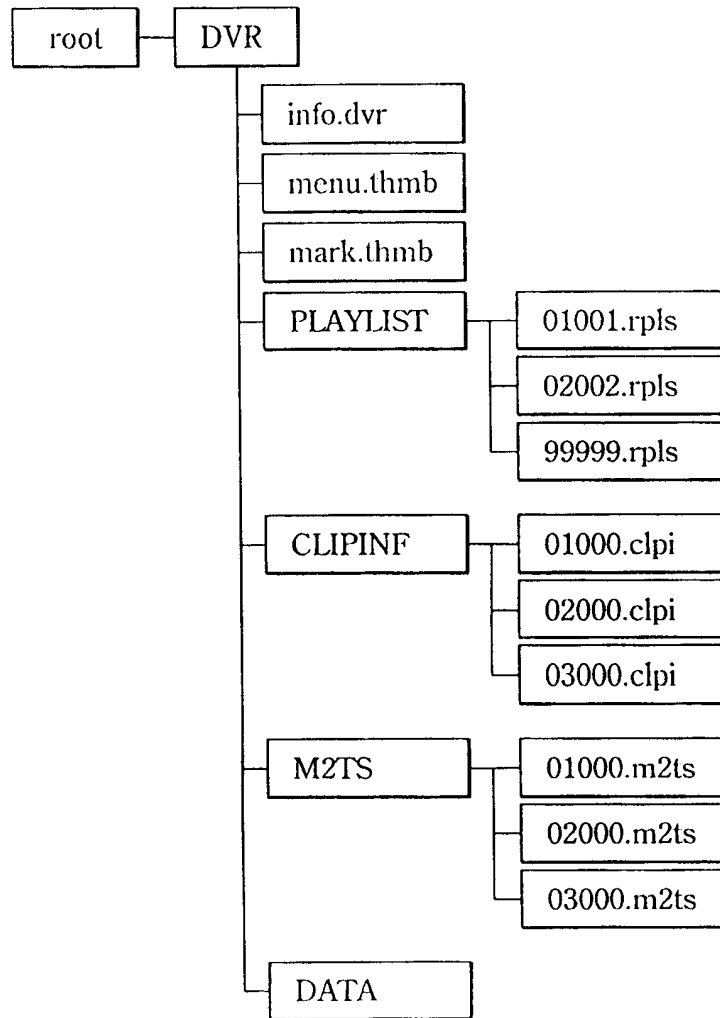 root
DVR
info.dvr
menu.thmb
mark.thmb
PLAYLIST
01001.rpls
02002.rpls
99999.rpls
CLIPINF
01000.clpi
02000.clpi
03000.clpi
M2TS
01000.m2ts
02000.m2ts
03000.m2ts
DATA